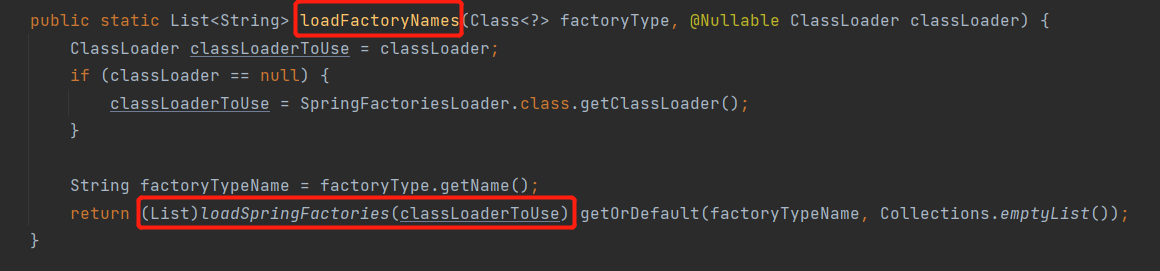 public static List<String> loadFactoryNames(Class<?> factoryType, @Nullable ClassLoader classLoader) {
    ClassLoader classLoaderToUse = classLoader;
    if (classLoader == null) {
        classLoaderToUse = SpringFactoriesLoader.class.getClassLoader();
    }

    String factoryTypeName = factoryType.getName();
    return (List)loadSpringFactories(classLoaderToUse).getOrDefault(factoryTypeName, Collections.emptyList());
}